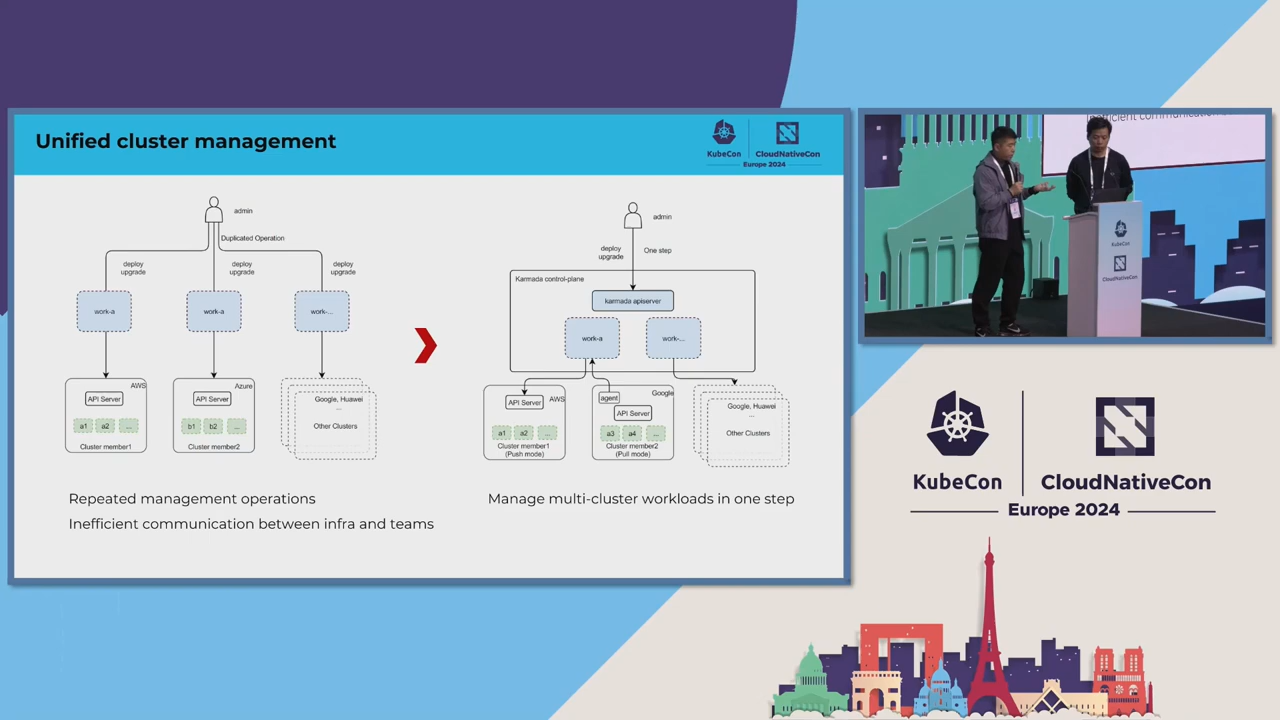 Unified cluster management
KubeCon
CloudNativeCon
Europe 2024
admin
Duplicated Operation
deploy
upgrade
deploy
upgrade
deploy
upgrade
work-a
work-a
work-...
AWS
API Server
a1
a2
...
Cluster member1
Azure
API Server
b1
b2
...
Cluster member2
Google, Huawei
...
Other Clusters
Repeated management operations
Inefficient communication between infra and teams
admin
deploy
upgrade
One step
Karmada control-plane
karmada apiserver
work-a
work-...
AWS
API Server
a1
a2
...
Cluster member1
(Push mode)
Google
agent
API Server
a3
a4
...
Cluster member2
(Pull mode)
Google, Huawei
...
Other Clusters
Manage multi-cluster workloads in one step
Inefficient communication
KubeCon
CloudNativeCon
KubeCon
CloudNativeCon
Europe 2024